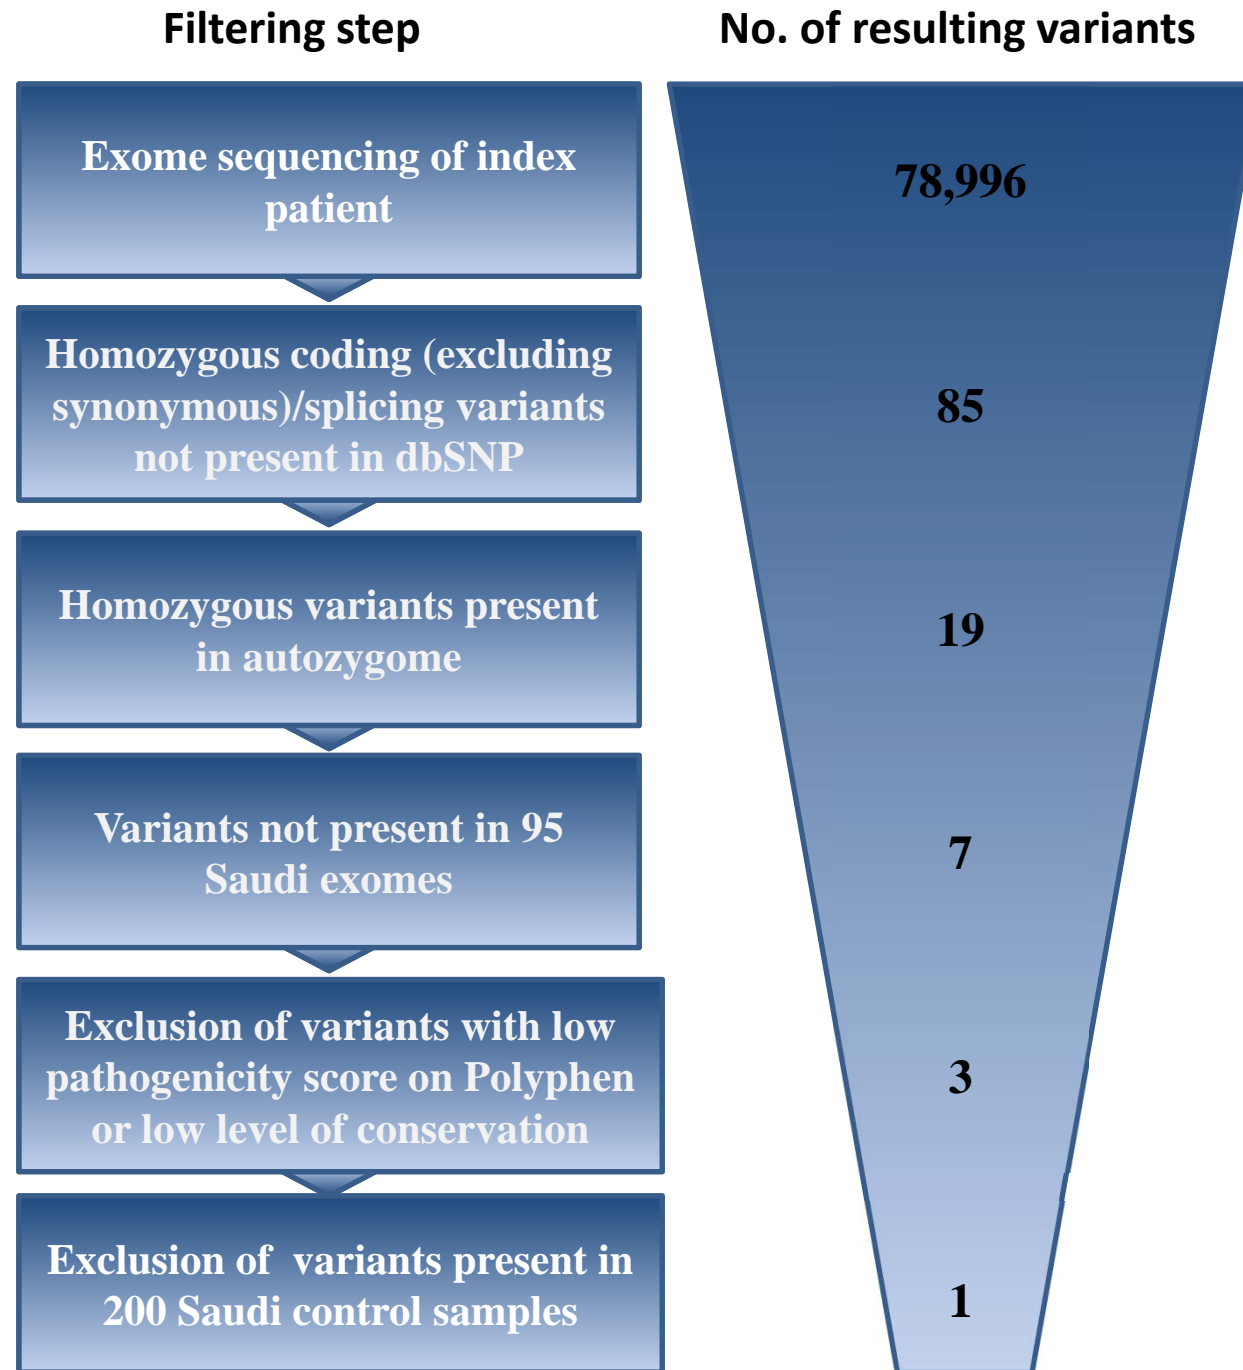 Filtering step
No. of resulting variants
Exome sequencing of index
patient
78,996
Homozygous coding (excluding
synonymous)/splicing variants
not present in dbSNP
85
Homozygous variants present
in autozygome
19
Variants not present in 95
Saudi exomes
7
Exclusion of variants with low
pathogenicity score on Polyphen
or low level of conservation
3
Exclusion of  variants present in
200 Saudi control samples
1